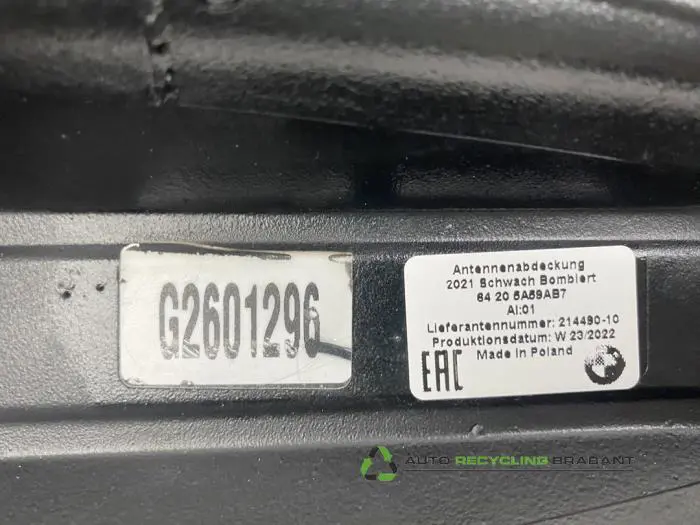 G2601296
Antennenabdeckung
2021 Schwach Bombiert
84 20 5A69AB7
AI:01
Lieferantennummer: 214490-10
Produktionsdatum: W 23/2022
Made in Poland
EAC
AUTO RECYCLING BRABANT